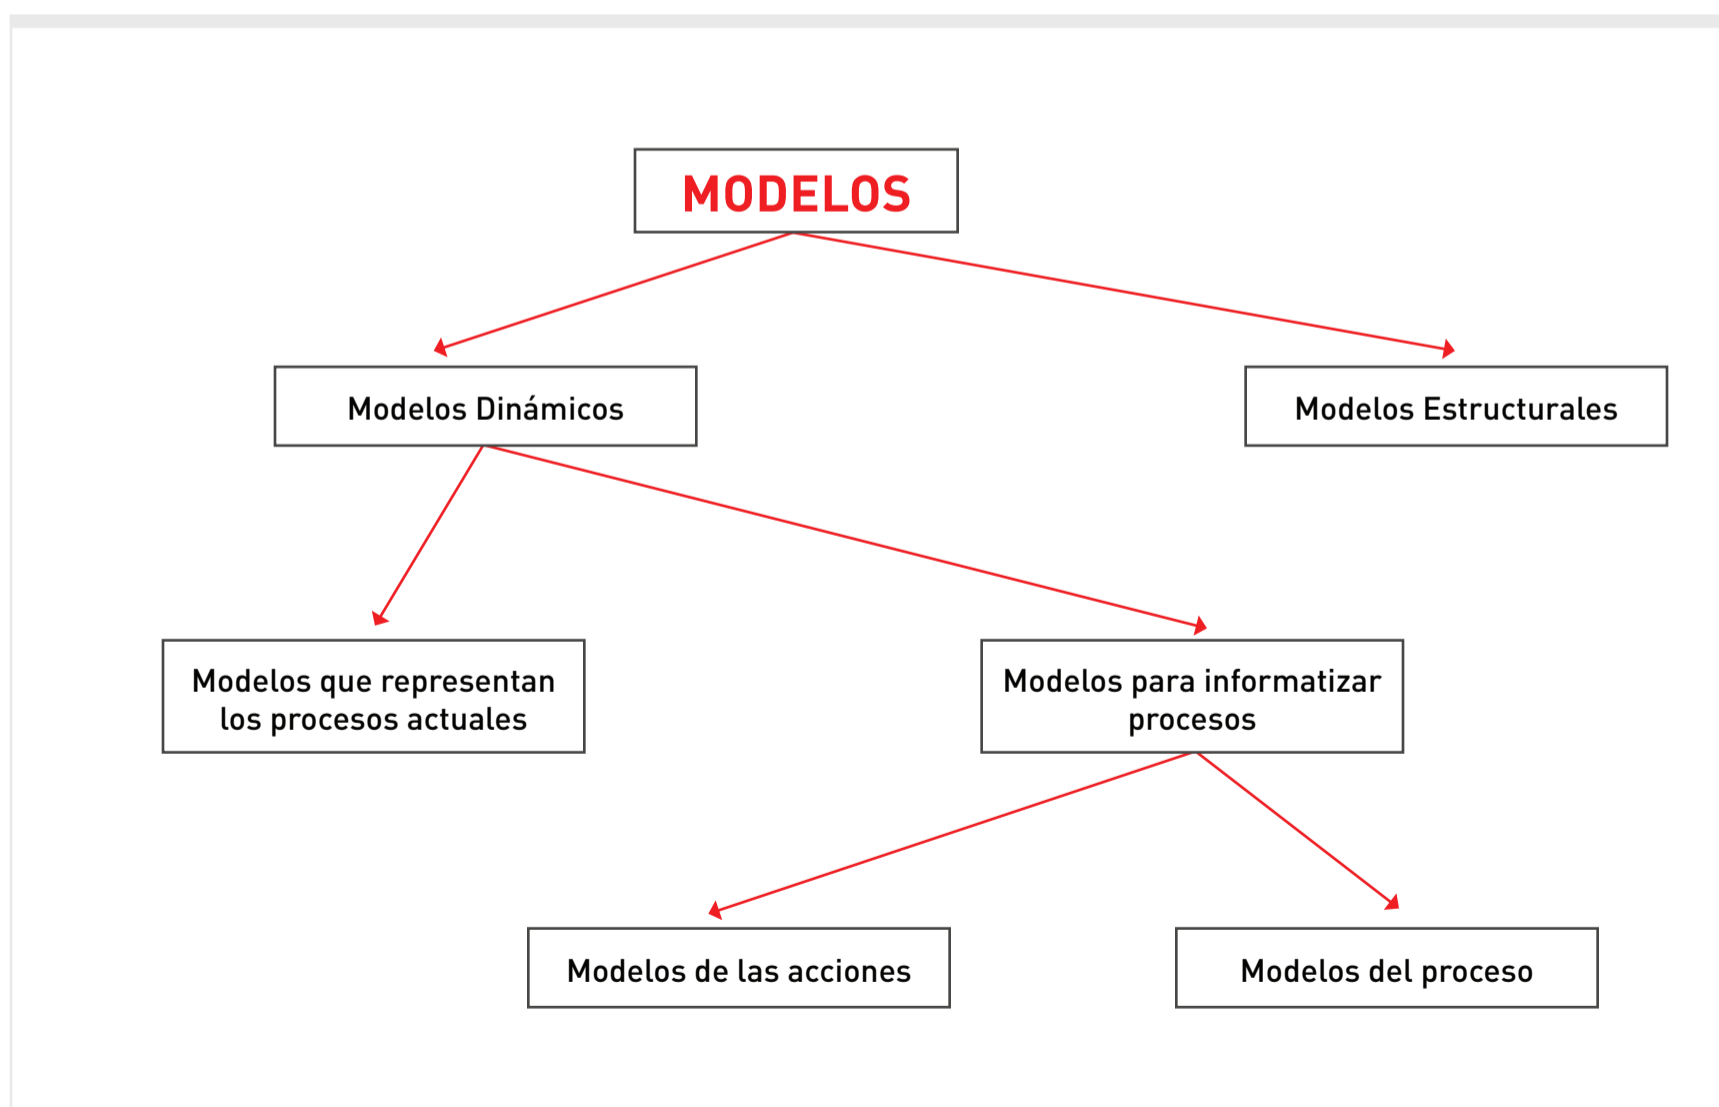 MODELOS
Modelos Dinámicos
Modelos Estructurales
Modelos que representan
los procesos actuales
Modelos para informatizar
procesos
Modelos de las acciones
Modelos del proceso